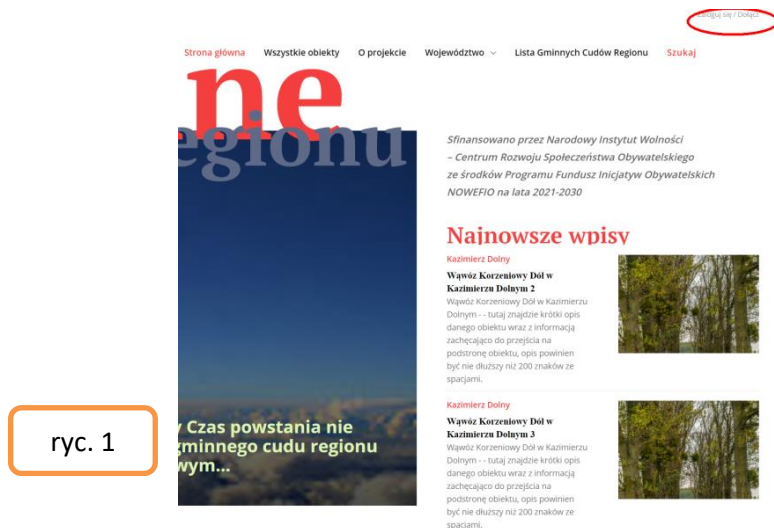 Zaloguj się / Dołącz
Strona główna Wszystkie obiekty O projekcie Województwo Lista Gminnych Cudów Regionu Szukaj
ne
egionu
Sfinansowano przez Narodowy Instytut Wolności
– Centrum Rozwoju Społeczeństwa Obywatelskiego
ze środków Programu Fundusz Inicjatyw Obywatelskich
NOWEFIO na lata 2021-2030
Najnowsze wpisy
Kazimierz Dolny
Wąwóz Korzeniowy Dół w
Kazimierzu Dolnym 2
Wąwóz Korzeniowy Dół w Kazimierzu
Dolnym - - tutaj znajdzie krótki opis
danego obiektu wraz z informacją
zachęcająco do przejścia na
podstronę obiektu, opis powinien
być nie dłuższy niż 200 znaków ze
spacjami.
Kazimierz Dolny
Wąwóz Korzeniowy Dół w
Kazimierzu Dolnym 3
Wąwóz Korzeniowy Dół w Kazimierzu
Dolnym - - tutaj znajdzie krótki opis
danego obiektu wraz z informacją
zachęcająco do przejścia na
podstronę obiektu, opis powinien
być nie dłuższy niż 200 znaków ze
spacjami.
y Czas powstania nie
gminnego cudu regionu
wym...
ryc. 1